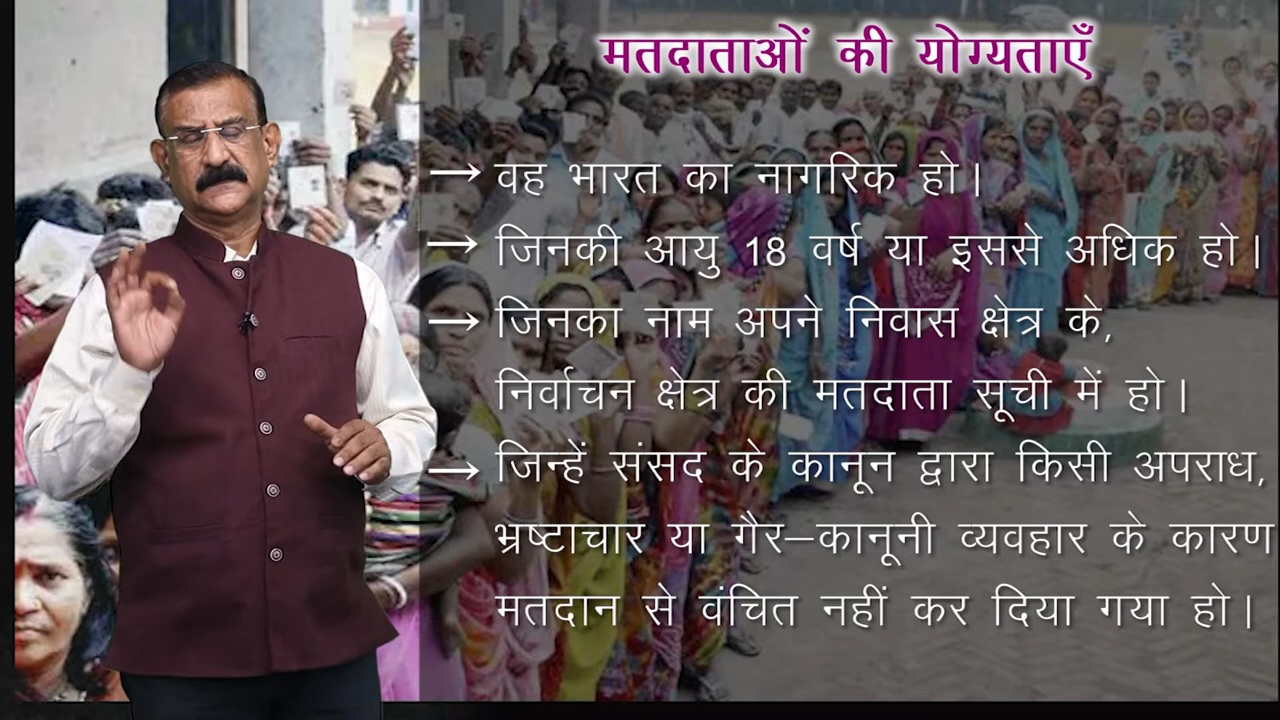 मतदाताओं की योग्यताएँ
→ वह भारत का नागरिक हो।
→ जिनकी आयु 18 वर्ष या इससे अधिक हो।
→ जिनका नाम अपने निवास क्षेत्र के,
निर्वाचन क्षेत्र की मतदाता सूची में हो।
→ जिन्हें संसद के कानून द्वारा किसी अपराध,
भ्रष्टाचार या गैर–कानूनी व्यवहार के कारण
मतदान से वंचित नहीं कर दिया गया हो।